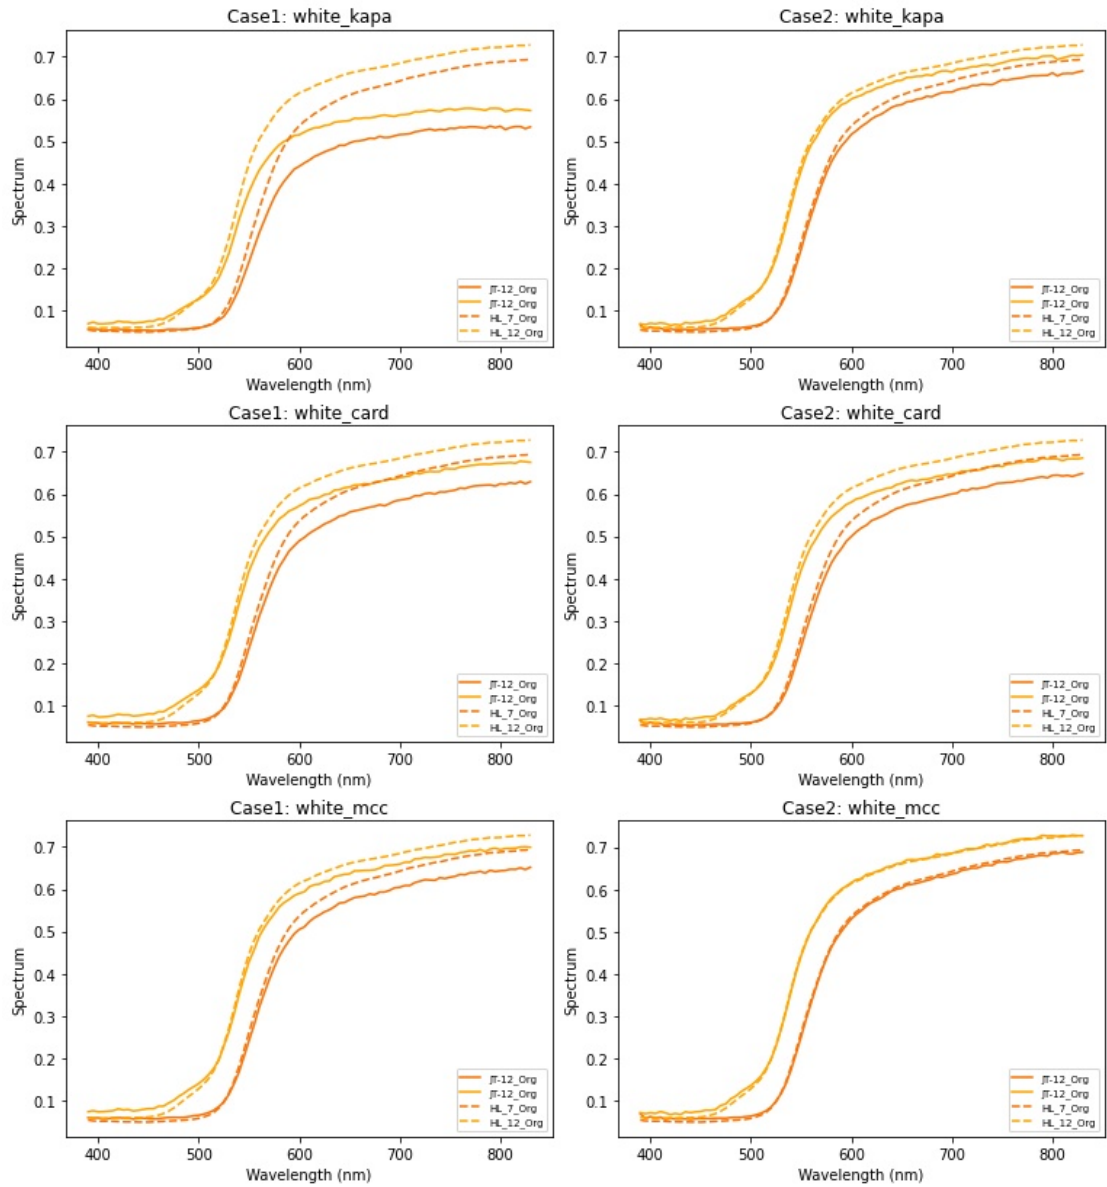 Case1: white_kapa
Spectrum
0.7
0.6
0.5
0.4
0.3
0.2
0.1
JT-12_Org
JT-12_Org
HL_7_Org
HL_12_Org
400 500 600 700 800
Wavelength (nm)
Case2: white_kapa
Spectrum
0.7
0.6
0.5
0.4
0.3
0.2
0.1
JT-12_Org
JT-12_Org
HL_7_Org
HL_12_Org
400 500 600 700 800
Wavelength (nm)
Case1: white_card
Spectrum
0.7
0.6
0.5
0.4
0.3
0.2
0.1
JT-12_Org
JT-12_Org
HL_7_Org
HL_12_Org
400 500 600 700 800
Wavelength (nm)
Case2: white_card
Spectrum
0.7
0.6
0.5
0.4
0.3
0.2
0.1
JT-12_Org
JT-12_Org
HL_7_Org
HL_12_Org
400 500 600 700 800
Wavelength (nm)
Case1: white_mcc
Spectrum
0.7
0.6
0.5
0.4
0.3
0.2
0.1
JT-12_Org
JT-12_Org
HL_7_Org
HL_12_Org
400 500 600 700 800
Wavelength (nm)
Case2: white_mcc
Spectrum
0.7
0.6
0.5
0.4
0.3
0.2
0.1
JT-12_Org
JT-12_Org
HL_7_Org
HL_12_Org
400 500 600 700 800
Wavelength (nm)